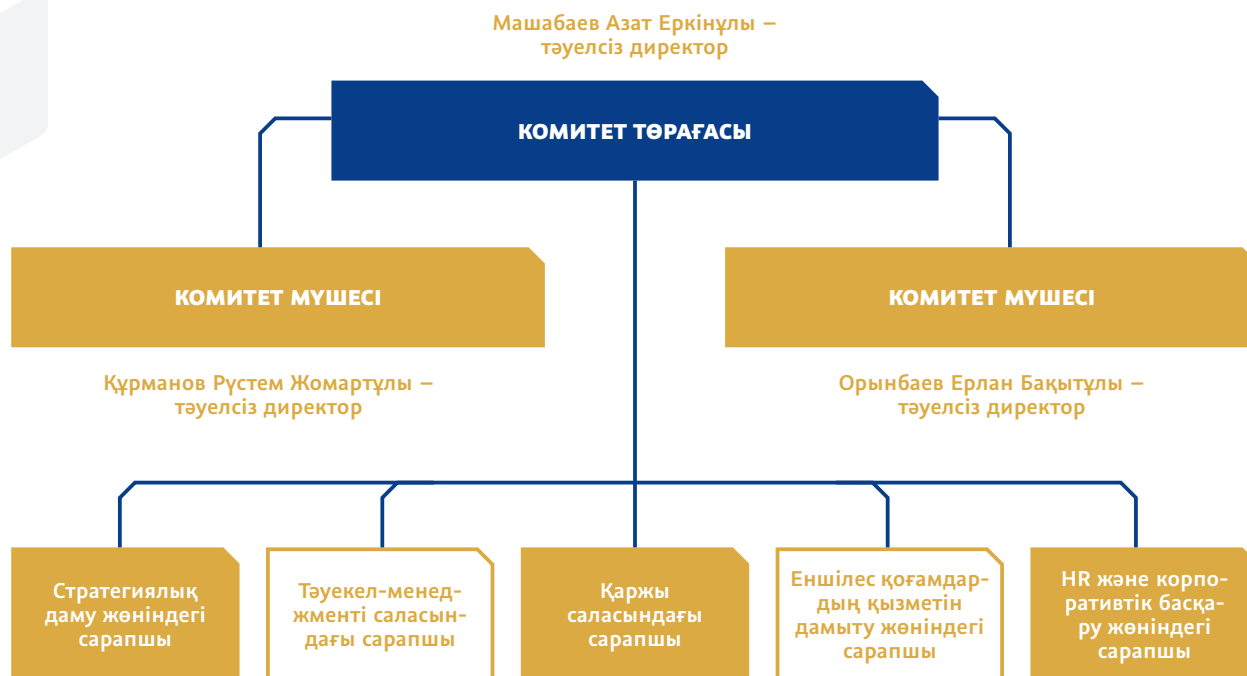 Машабаев Азат Еркінұлы –
тәуелсіз директор
КОМИТЕТ ТӨРАҒАСЫ
КОМИТЕТ МҮШЕСІ
КОМИТЕТ МҮШЕСІ
Құрманов Рүстем Жомартұлы –
тәуелсіз директор
Орынбаев Ерлан Бақытұлы –
тәуелсіз директор
Стратегиялық
даму жөніндегі
сарапшы
Тәуекел-менед-
жменті саласын-
дағы сарапшы
Қаржы
саласындағы
сарапшы
Еншілес қоғамдар-
дың қызметін
дамыту жөніндегі
сарапшы
HR және корпо-
ративтік басқа-
ру жөніндегі
сарапшы